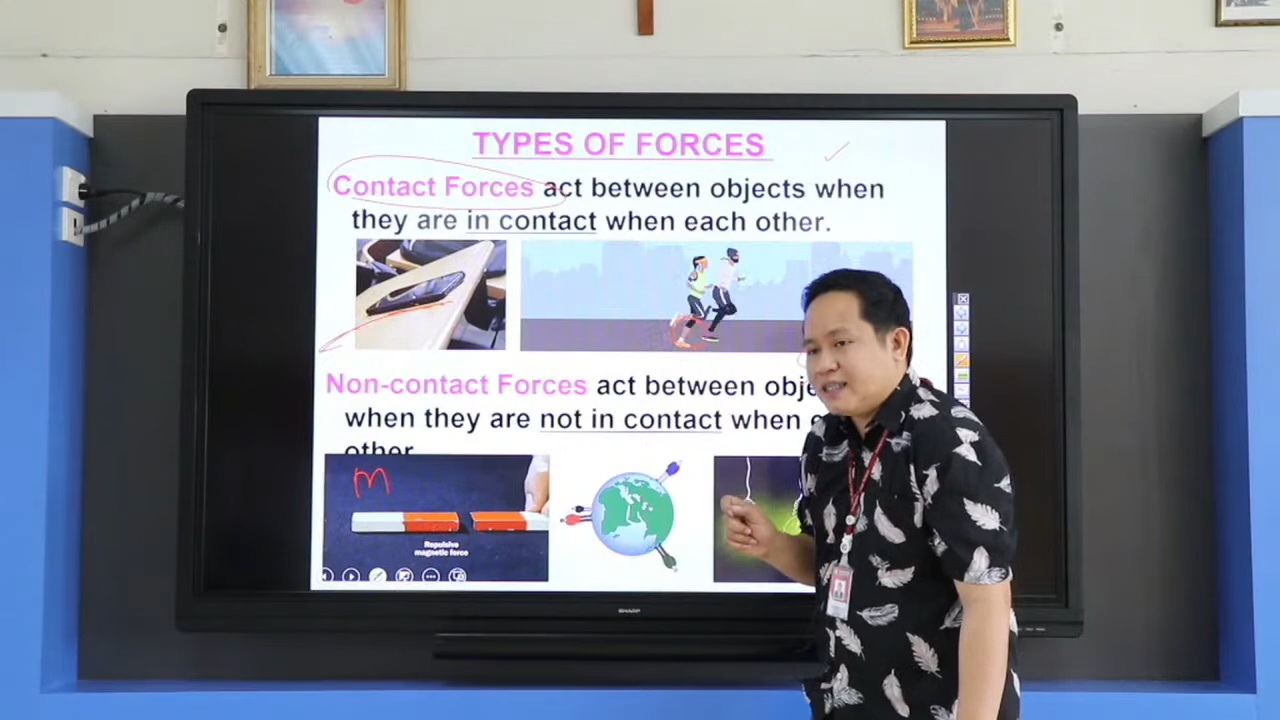 TYPES OF FORCES
Contact Forces act between objects when
they are in contact when each other.
Non-contact Forces act between
when they are not in contact when
other
m
Repulsive
magnetic force
SHARP